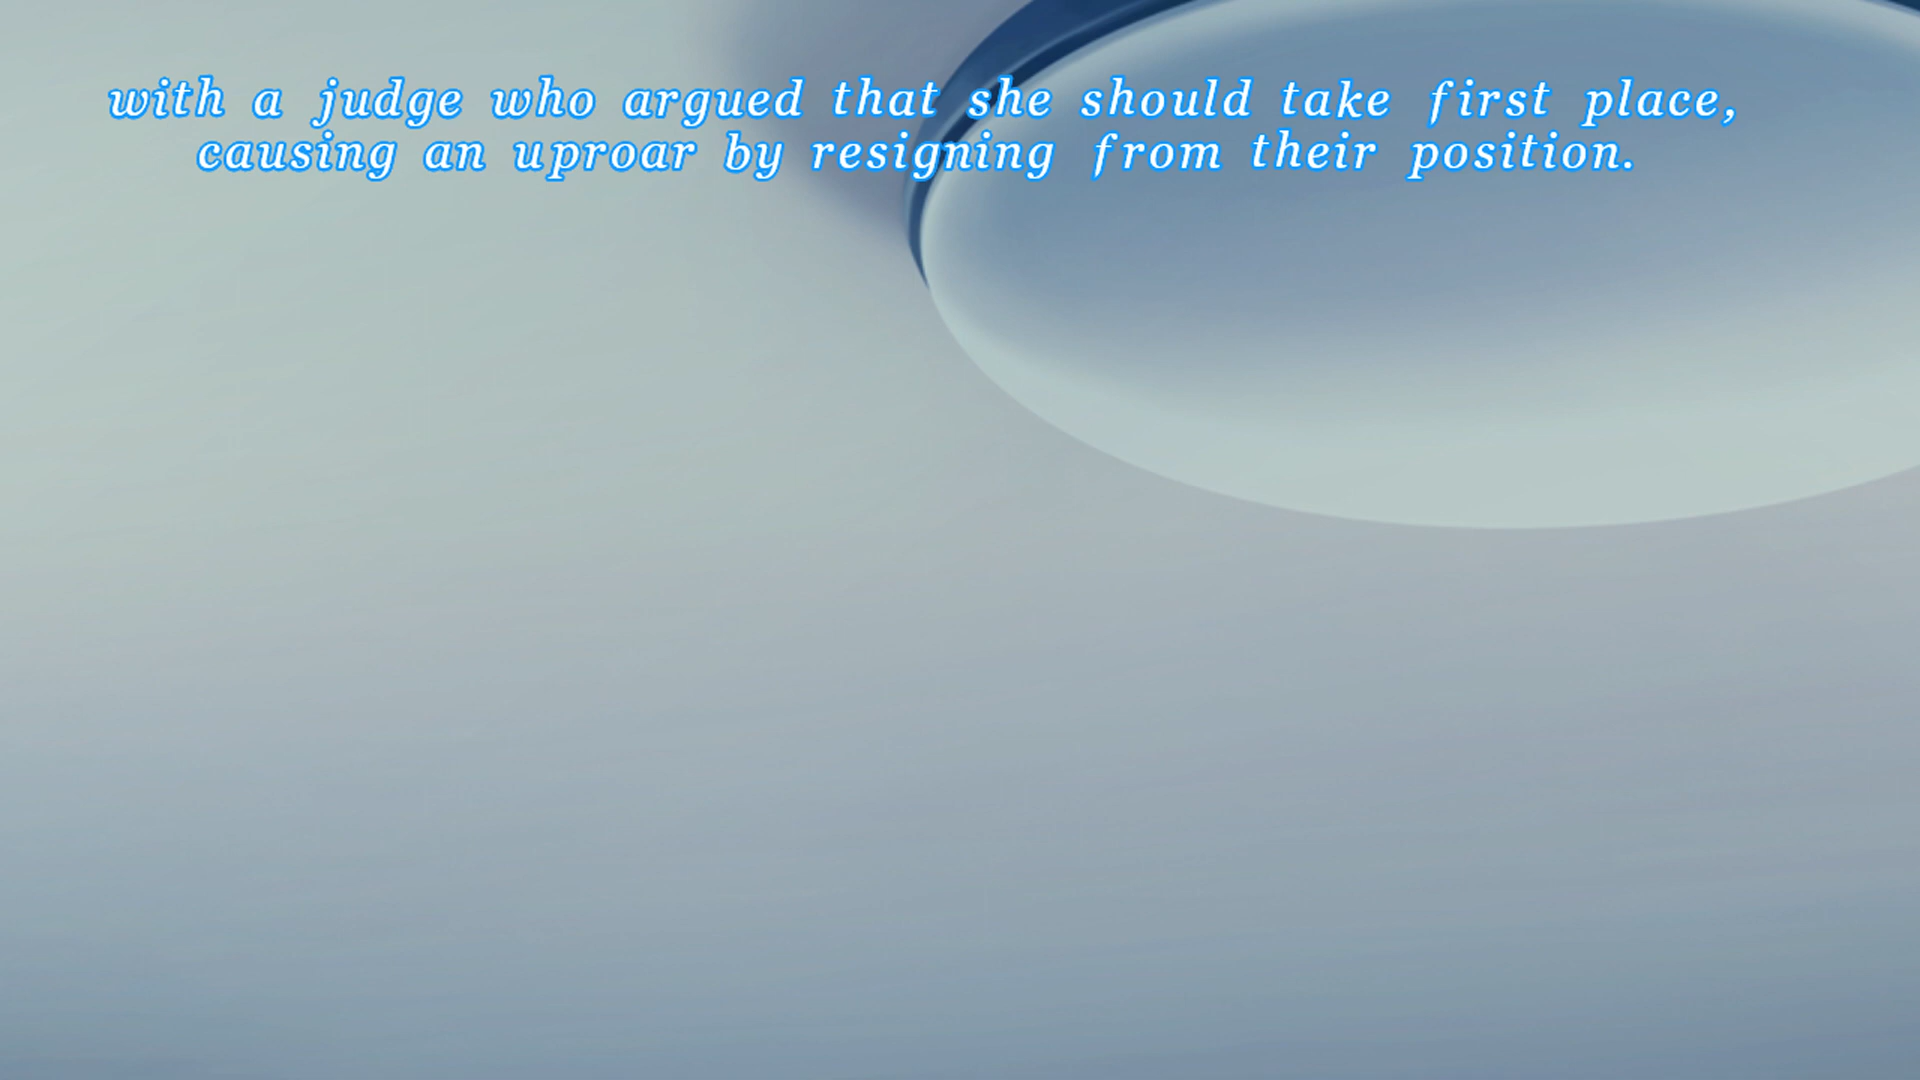 with a judge who argued that she should take first place,
causing an uproar by resigning from their position.